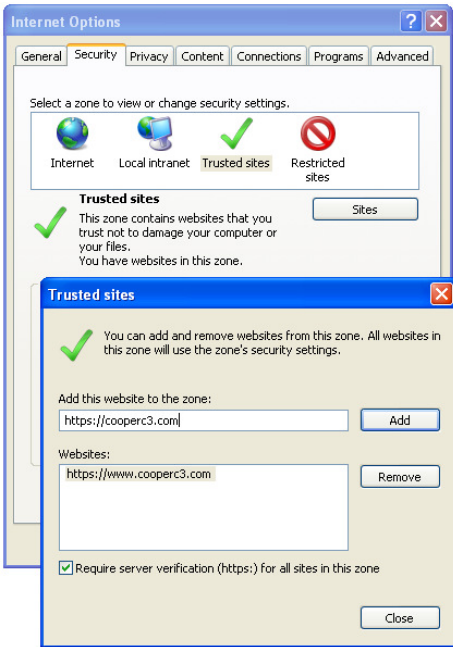 Internet Options
General Security Privacy Content Connections Programs Advanced
Select a zone to view or change security settings.
Internet Local intranet Trusted sites Restricted
sites
Trusted sites
Sites
This zone contains websites that you
trust not to damage your computer or
your files.
You have websites in this zone.
Trusted sites
You can add and remove websites from this zone. All websites in
this zone will use the zone's security settings.
Add this website to the zone:
https://cooperc3.com Add
Websites:
https://www.cooperc3.com Remove
Require server verification (https:) for all sites in this zone
Close